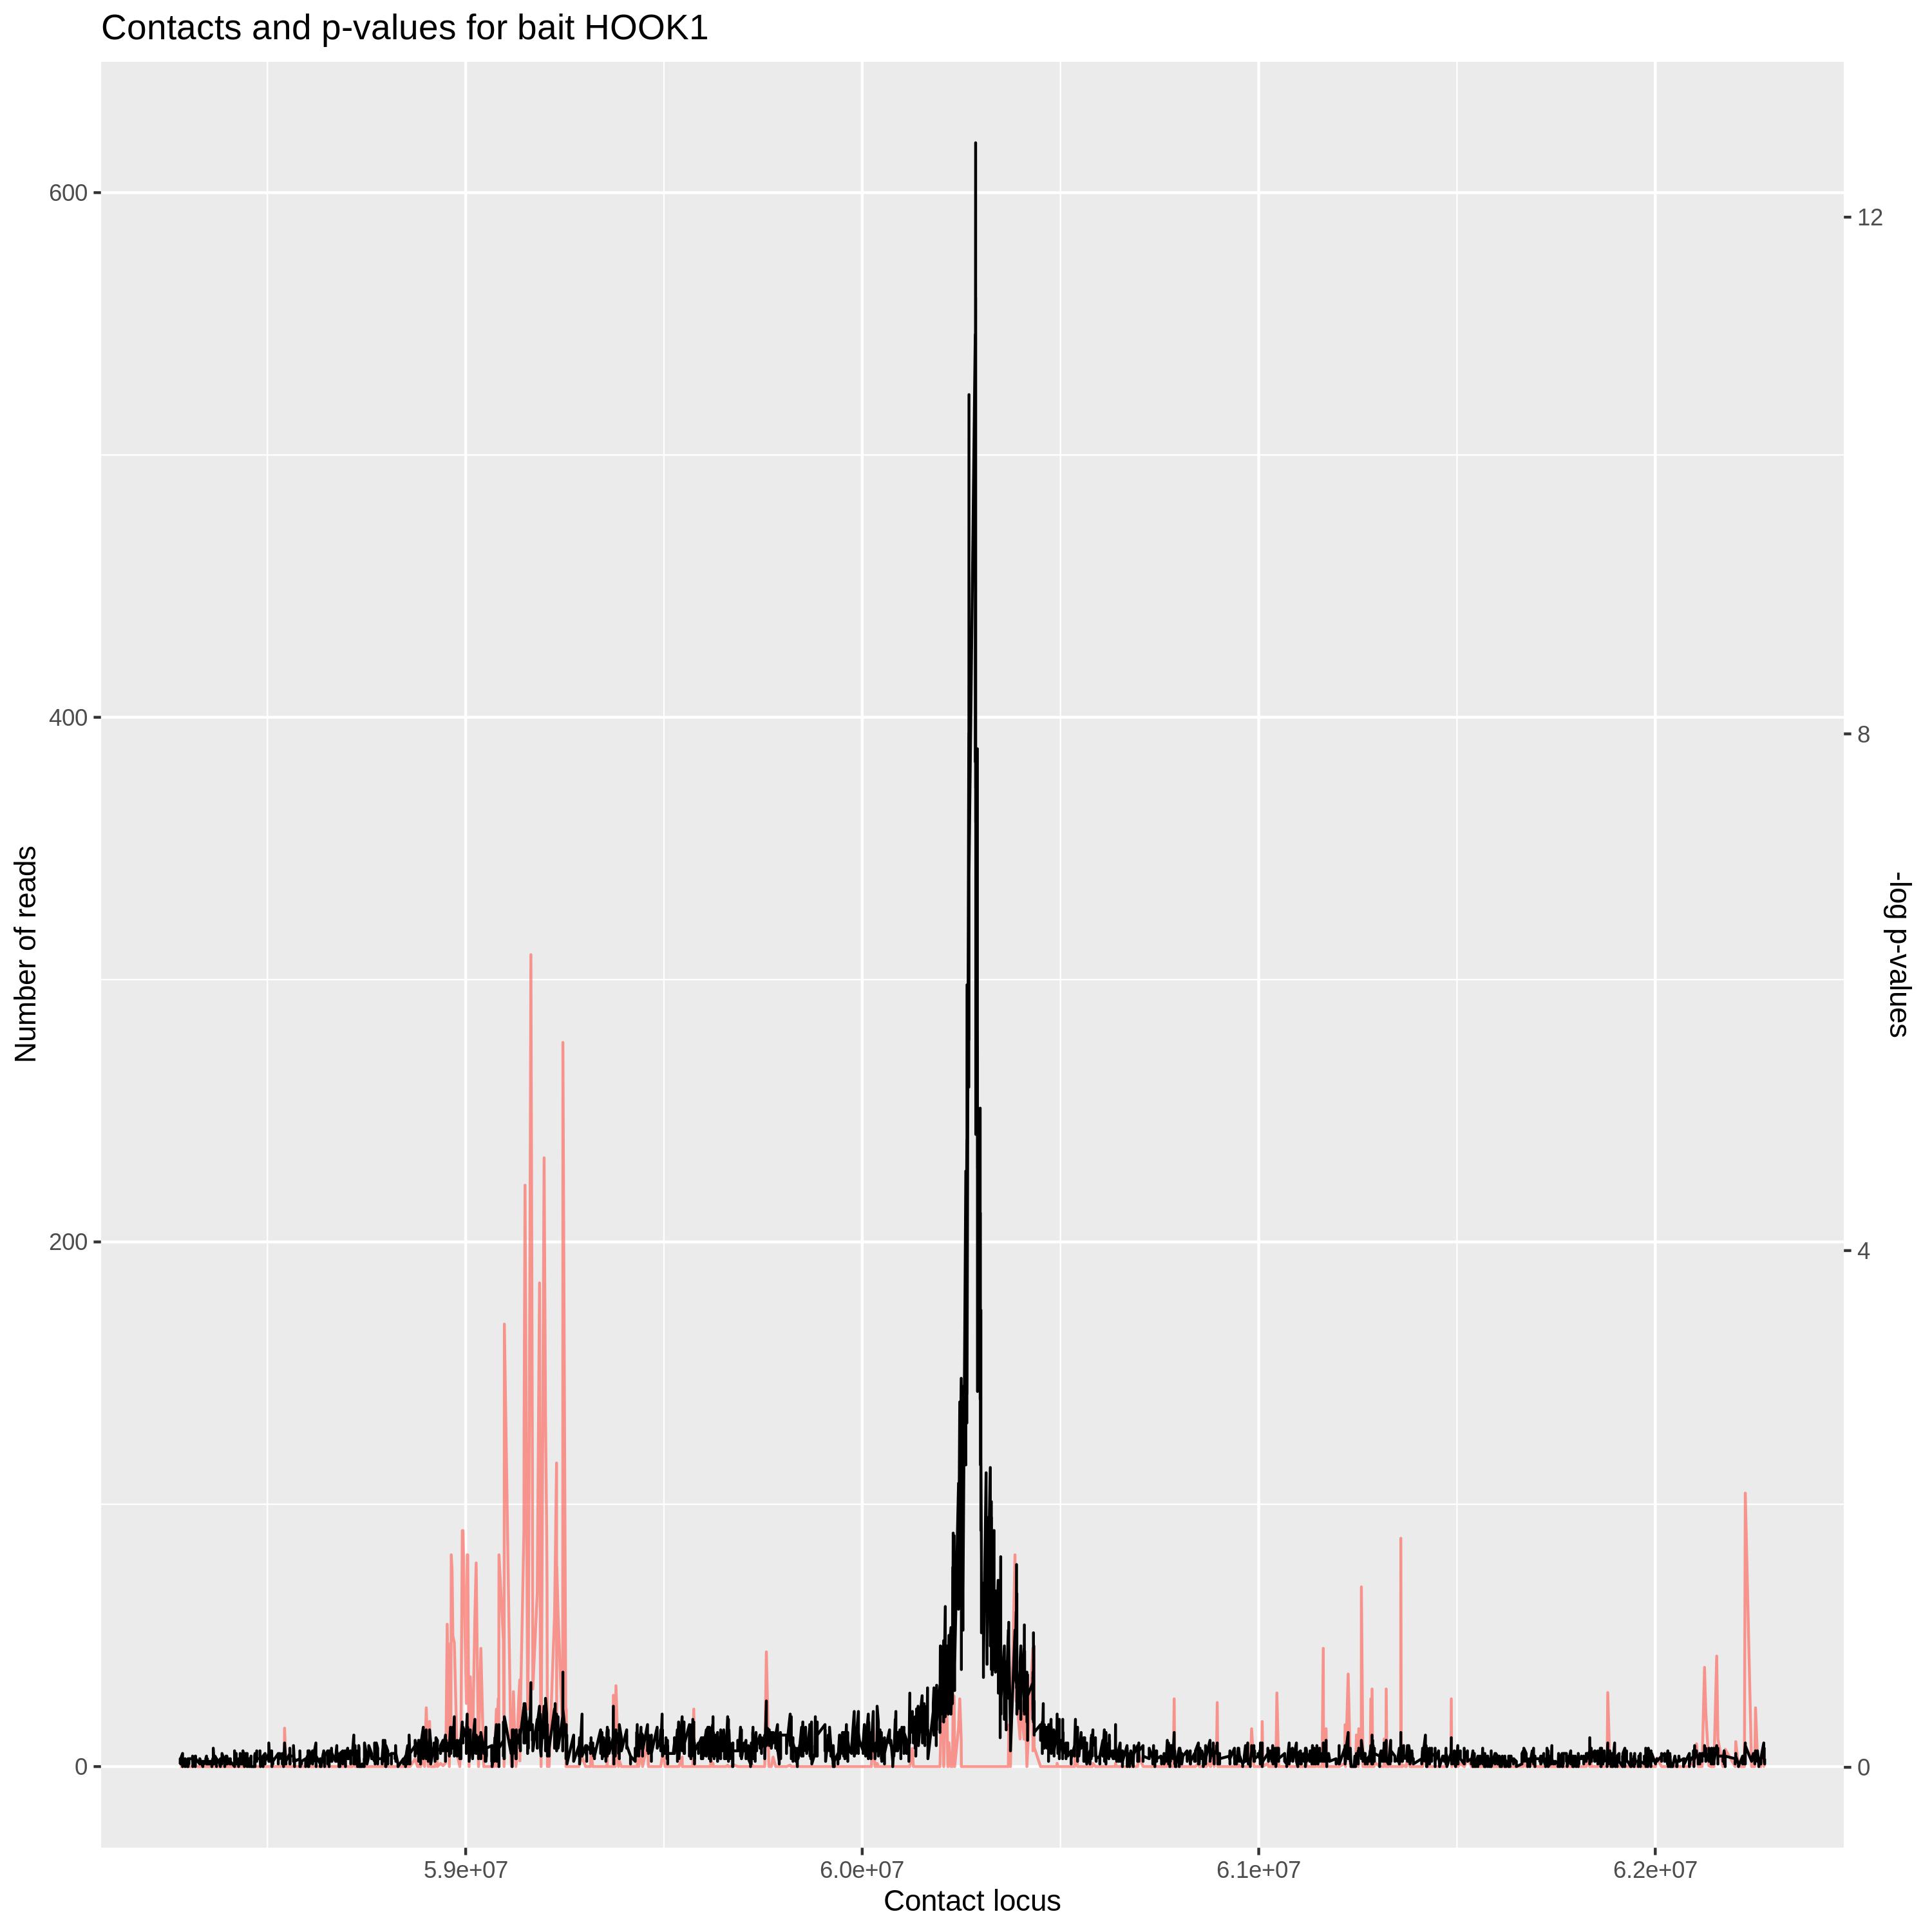 Contacts and p-values for bait HOOK1
600
400
200
0
12
8
4
0
Number of reads
-log p-values
5.9e+07
6.0e+07
6.1e+07
6.2e+07
Contact locus